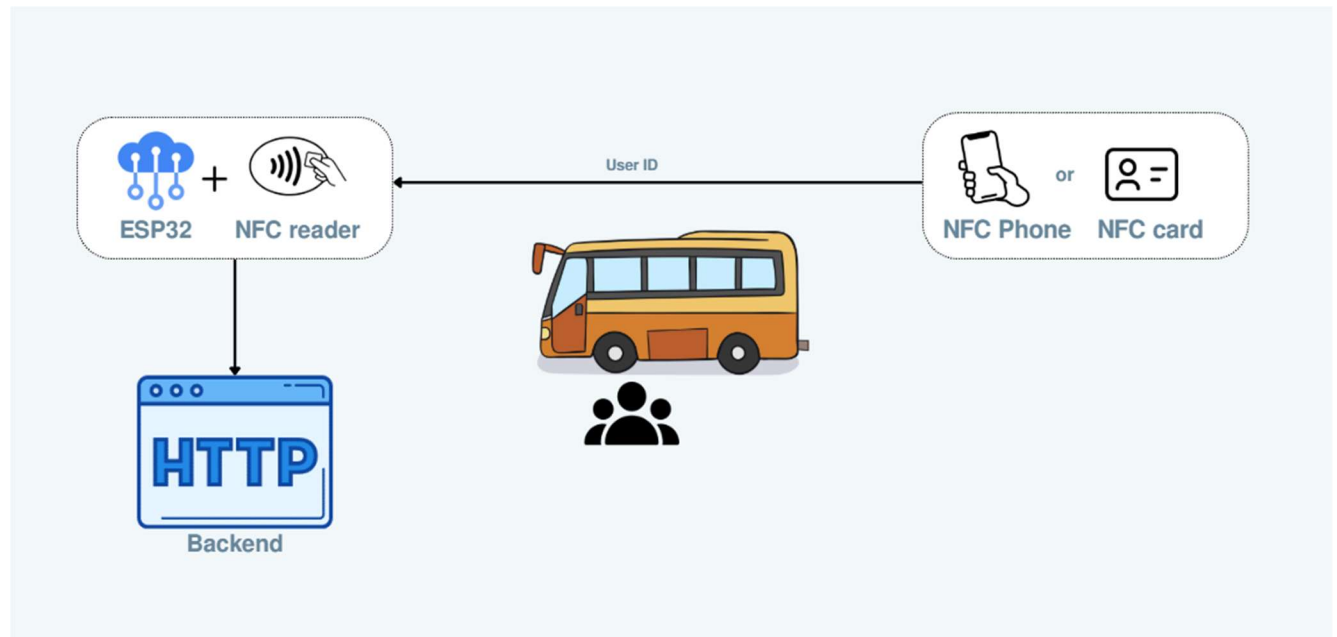 User ID
ESP32
NFC reader
or
NFC Phone
NFC card
HTTP
Backend